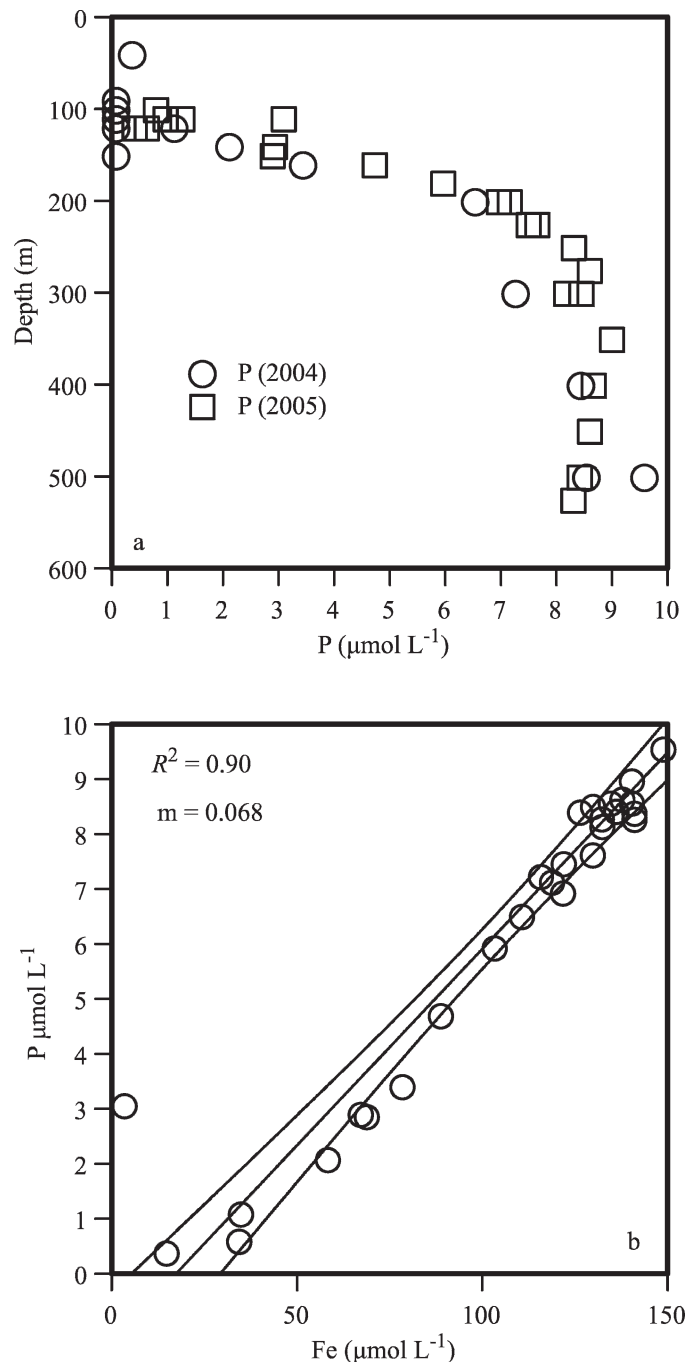 0
100
200
300
400
500
600
Depth (m)
P (2004)
P (2005)
a
0 1 2 3 4 5 6 7 8 9 10
P (µmol L⁻¹)
10
9
8
7
6
5
4
3
2
1
0
P µmol L⁻¹
R² = 0.90
m = 0.068
b
0 50 100 150
Fe (µmol L⁻¹)